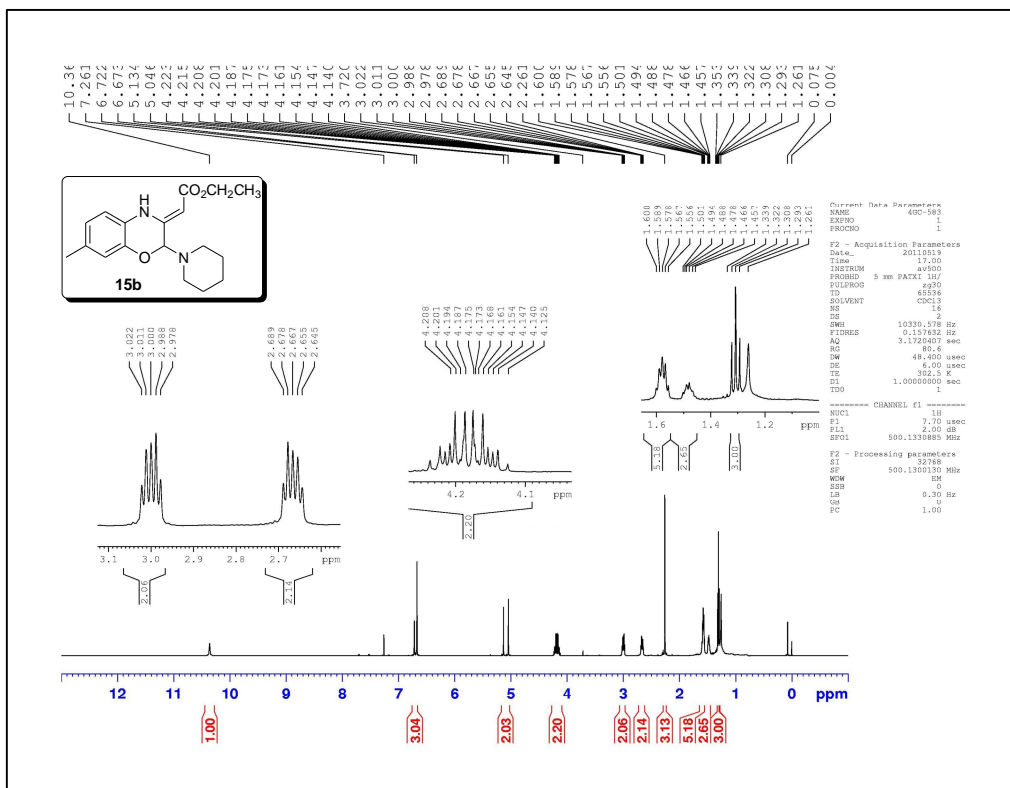 10.36 7.261 6.722 6.673 5.134 5.046 4.223 4.215 4.208 4.201 4.187 4.175 4.173 4.161 4.154 4.147 4.140 3.720 3.022 3.011 3.000 2.988 2.978 2.689 2.678 2.667 2.655 2.645 2.261 1.600 1.589 1.578 1.567 1.556 1.501 1.494 1.488 1.478 1.466 1.457 1.353 1.339 1.322 1.308 1.293 1.261 0.075 0.004
CO2CH2CH3
NH
O
N
15b
1.600 1.589 1.578 1.567 1.556 1.501 1.494 1.488 1.478 1.466 1.457 1.339 1.322 1.308 1.293 1.261
1.6 1.4 1.2 ppm
5.18 2.65 3.00
Current Data Parameters
NAME 4GC-583
EXPNO 1
PROCNO 1
F2 - Acquisition Parameters
Date_ 20110519
Time 17.00
INSTRUM av500
PROBHD 5 mm PATXI 1H/
PULPROG zg30
TD 65536
SOLVENT CDCl3
NS 16
DS 2
SWH 10330.578 Hz
FIDRES 0.157632 Hz
AQ 3.1720407 sec
RG 80.6
DW 48.400 usec
DE 6.00 usec
TE 302.5 K
D1 1.00000000 sec
TD0 1
======== CHANNEL f1 ========
NUC1 1H
P1 7.70 usec
PL1 2.00 dB
SFO1 500.1330885 MHz
F2 - Processing parameters
SI 32768
SF 500.1300130 MHz
WDW EM
SSB 0
LB 0.30 Hz
GB 0
PC 1.00
3.022 3.011 3.000 2.988 2.978
2.689 2.678 2.667 2.655 2.645
3.1 3.0 2.9 2.8 2.7 ppm
2.06 2.14
4.208 4.201 4.194 4.187 4.175 4.173 4.168 4.161 4.154 4.147 4.140 4.125
4.2 4.1 ppm
2.20
12 11 10 9 8 7 6 5 4 3 2 1 0 ppm
1.00 3.04 2.03 2.20 2.06 2.14 3.13 5.18 2.65 3.00